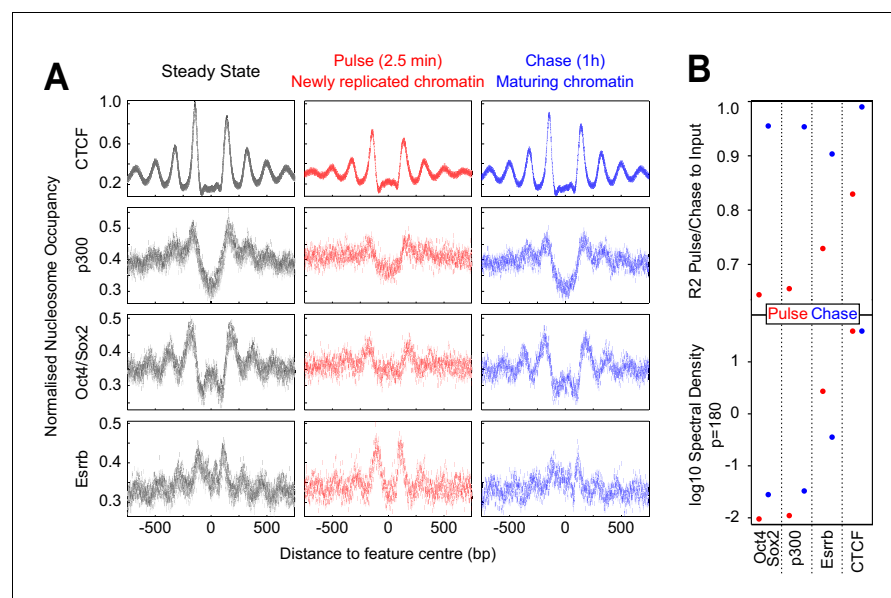 A
Steady State
Pulse (2.5 min)
Newly replicated chromatin
Chase (1h)
Maturing chromatin
Normalised Nucleosome Occupancy
CTCF
1.0
0.6
0.2
p300
0.5
0.4
0.3
Oct4/Sox2
0.5
0.4
0.3
Esrrb
0.5
0.4
0.3
-500 0 500
-500 0 500
-500 0 500
Distance to feature centre (bp)
B
R2 Pulse/Chase to Input
1.0
0.9
0.8
0.7
Pulse Chase
log10 Spectral Density
p=180
1
0
-1
-2
Oct4
Sox2
p300
Esrrb
CTCF